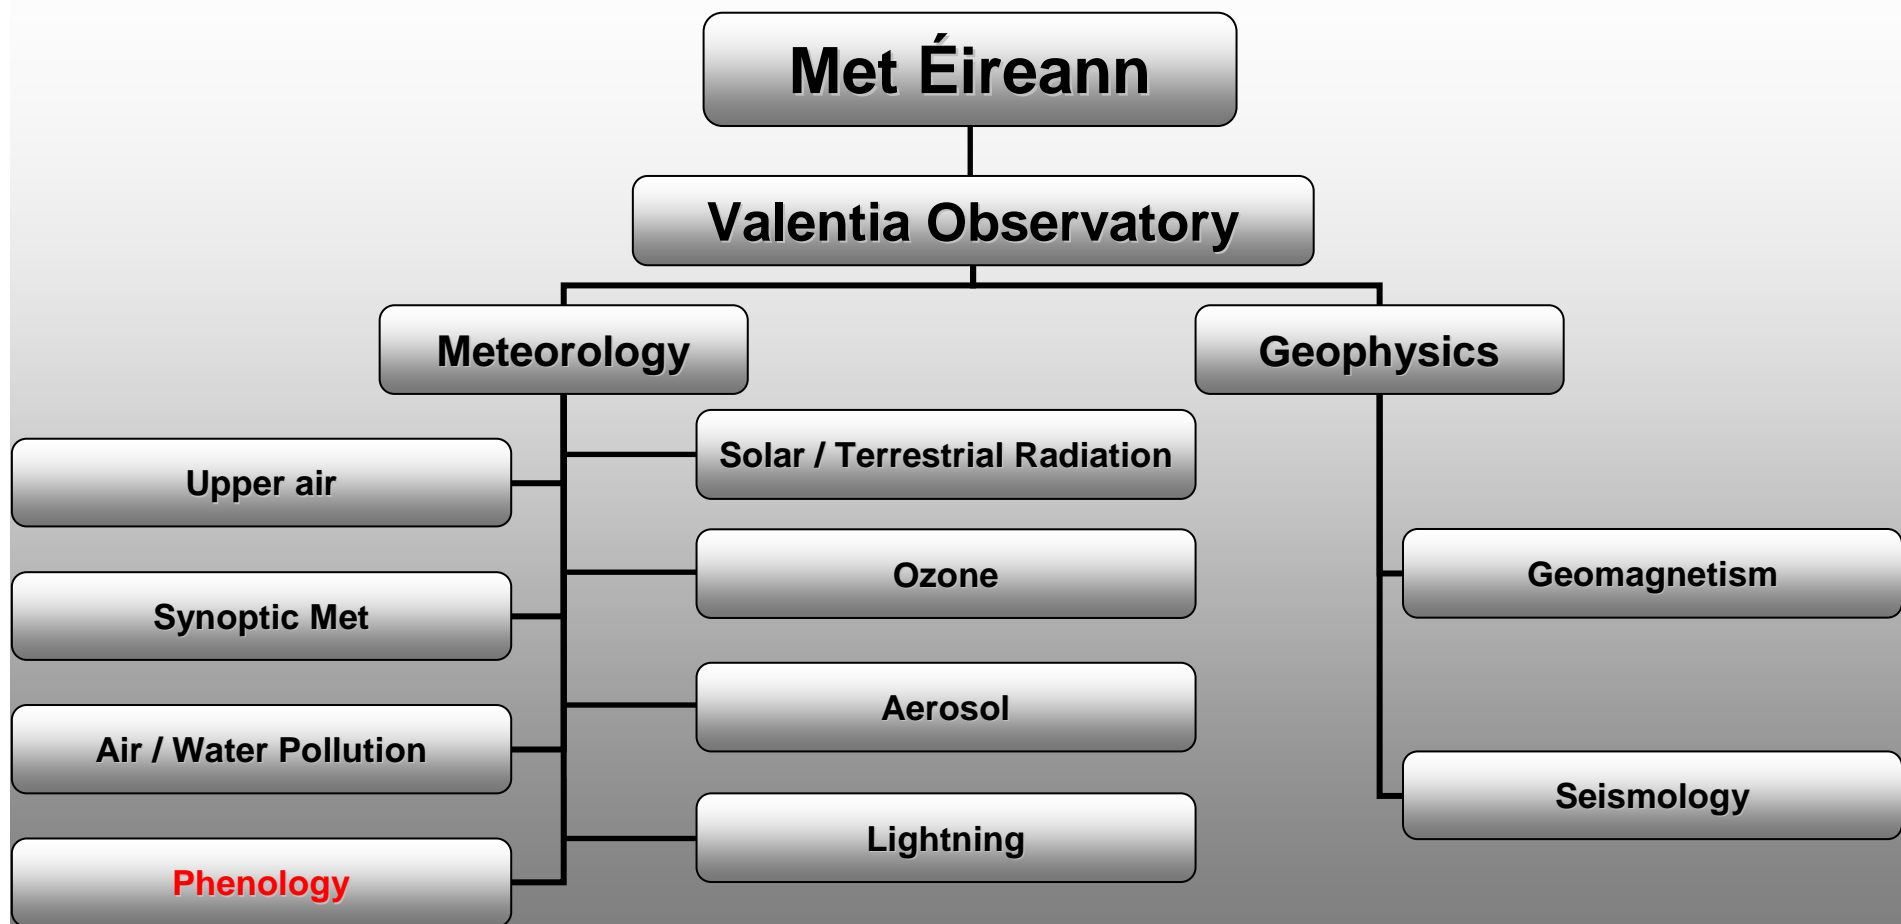 Met Éireann
Valentia Observatory
Meteorology
Geophysics
Upper air
Synoptic Met
Air / Water Pollution
Phenology
Solar / Terrestrial Radiation
Ozone
Aerosol
Lightning
Geomagnetism
Seismology